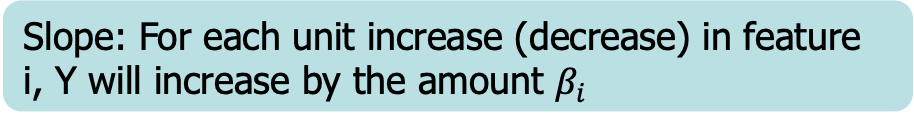 Slope: For each unit increase (decrease) in feature
i, Y will increase by the amount βᵢ